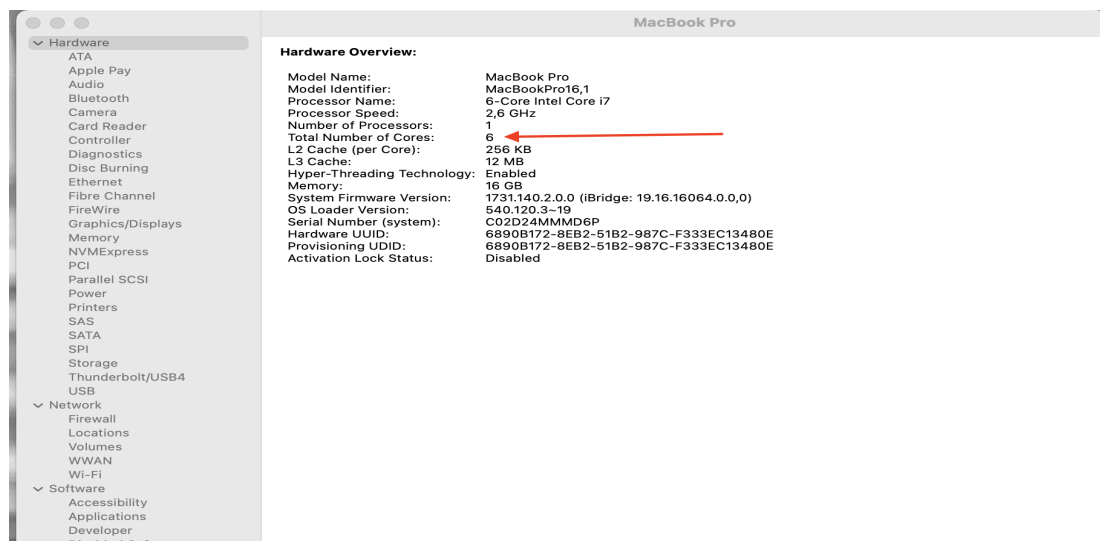 MacBook Pro
Hardware
ATA
Apple Pay
Audio
Bluetooth
Camera
Card Reader
Controller
Diagnostics
Disc Burning
Ethernet
Fibre Channel
FireWire
Graphics/Displays
Memory
NVMExpress
PCI
Parallel SCSI
Power
Printers
SAS
SATA
SPI
Storage
Thunderbolt/USB4
USB
Network
Firewall
Locations
Volumes
WWAN
Wi-Fi
Software
Accessibility
Applications
Developer
Hardware Overview:
Model Name: MacBook Pro
Model Identifier: MacBookPro16,1
Processor Name: 6-Core Intel Core i7
Processor Speed: 2,6 GHz
Number of Processors: 1
Total Number of Cores: 6
L2 Cache (per Core): 256 KB
L3 Cache: 12 MB
Hyper-Threading Technology: Enabled
Memory: 16 GB
System Firmware Version: 1731.140.2.0.0 (iBridge: 19.16.16064.0.0,0)
OS Loader Version: 540.120.3~19
Serial Number (system): C02D24MMMD6P
Hardware UUID: 6890B172-8EB2-51B2-987C-F333EC13480E
Provisioning UDID: 6890B172-8EB2-51B2-987C-F333EC13480E
Activation Lock Status: Disabled